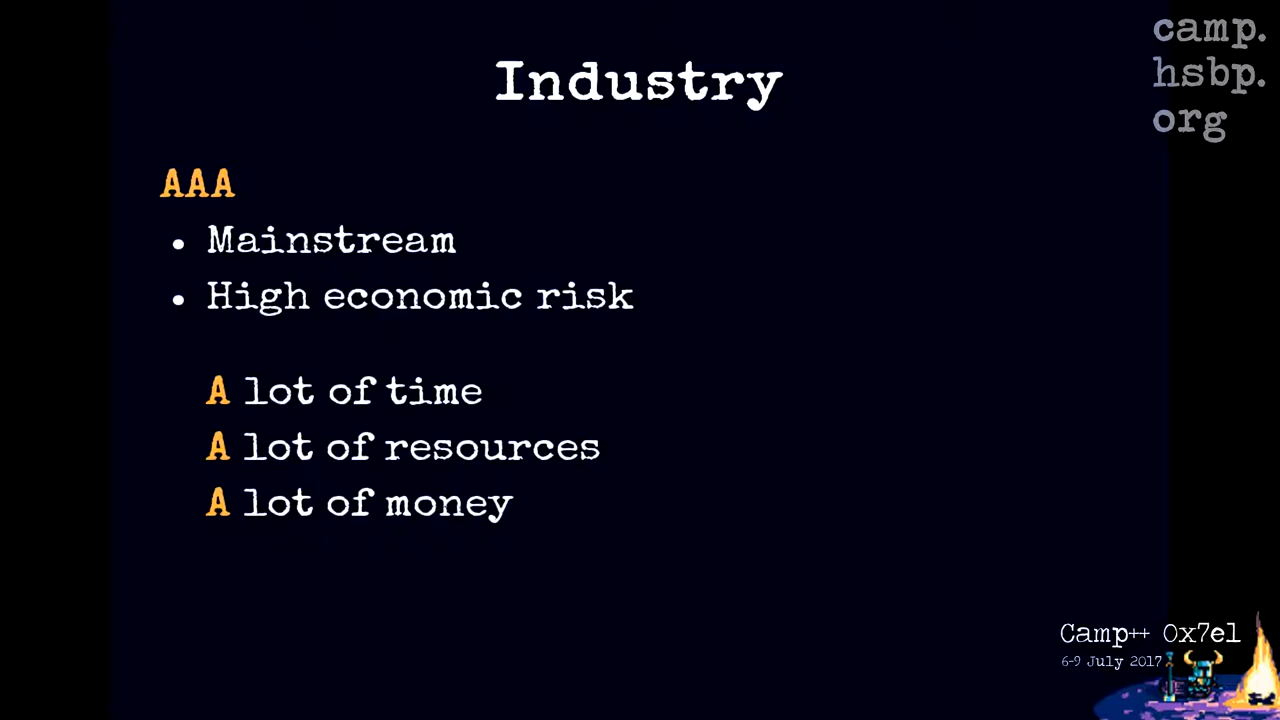 camp.
hsbp.
org
Industry
AAA
• Mainstream
• High economic risk
A lot of time
A lot of resources
A lot of money
Camp++ 0x7e1
6-9 July 2017